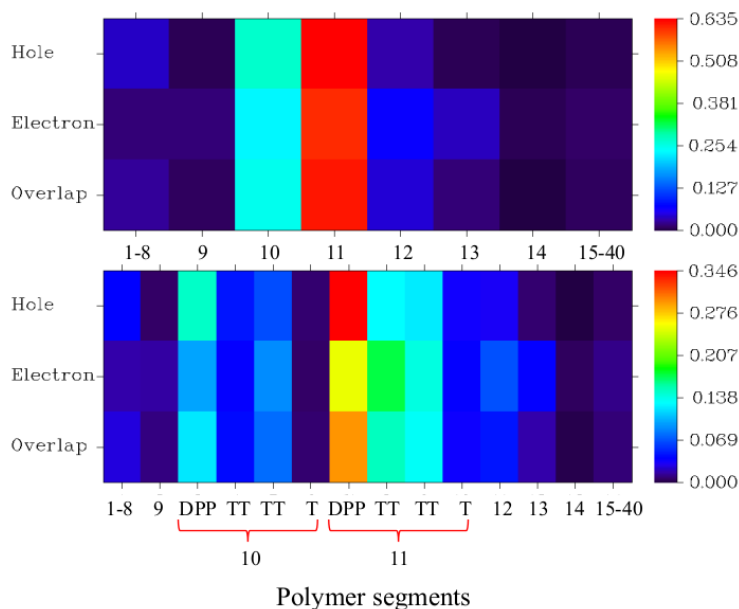 0.635
Hole
0.508
0.381
Electron
0.254
0.127
Overlap
0.000
1-8 9 10 11 12 13 14 15-40
0.346
Hole
0.276
0.207
Electron
0.138
0.069
Overlap
0.000
1-8 9 DPP TT TT T DPP TT TT T 12 13 14 15-40
10 11
Polymer segments